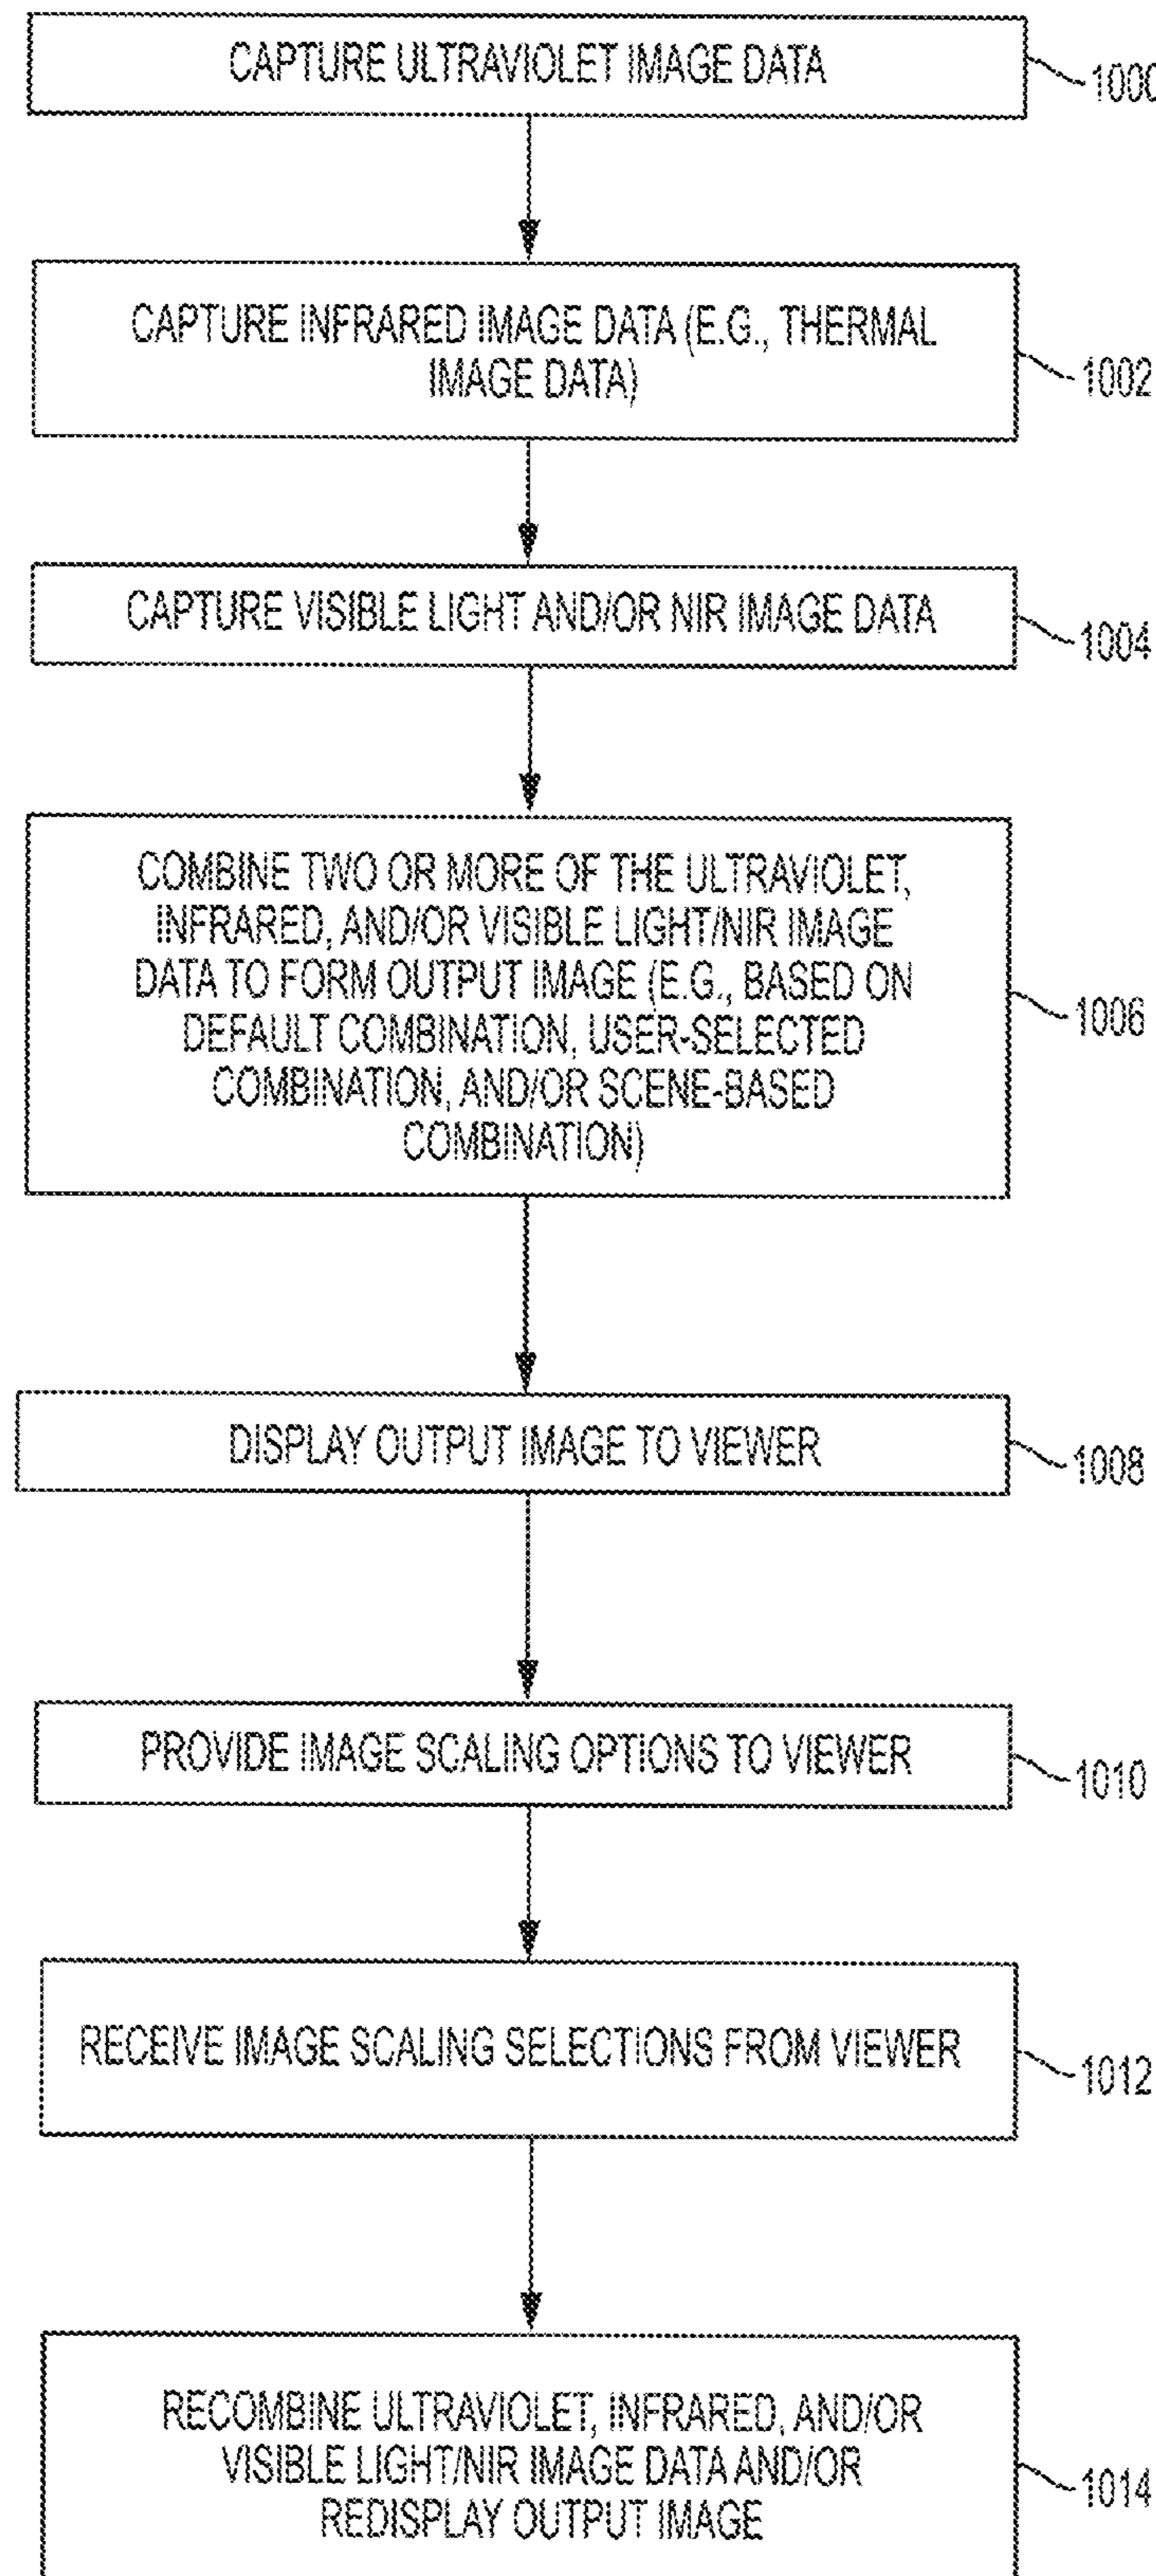 CAPTURE ULTRAVIOLET IMAGE DATA
1000
CAPTURE INFRARED IMAGE DATA (E.G., THERMAL
IMAGE DATA)
1002
CAPTURE VISIBLE LIGHT AND/OR NIR IMAGE DATA
1004
COMBINE TWO OR MORE OF THE ULTRAVIOLET,
INFRARED, AND/OR VISIBLE LIGHT/NIR IMAGE
DATA TO FORM OUTPUT IMAGE (E.G., BASED ON
DEFAULT COMBINATION, USER-SELECTED
COMBINATION, AND/OR SCENE-BASED
COMBINATION)
1006
DISPLAY OUTPUT IMAGE TO VIEWER
1008
PROVIDE IMAGE SCALING OPTIONS TO VIEWER
1010
RECEIVE IMAGE SCALING SELECTIONS FROM VIEWER
1012
RECOMBINE ULTRAVIOLET, INFRARED, AND/OR
VISIBLE LIGHT/NIR IMAGE DATA AND/OR
REDISPLAY OUTPUT IMAGE
1014